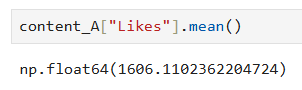 content_A["Likes"].mean()
np.float64(1606.1102362204724)